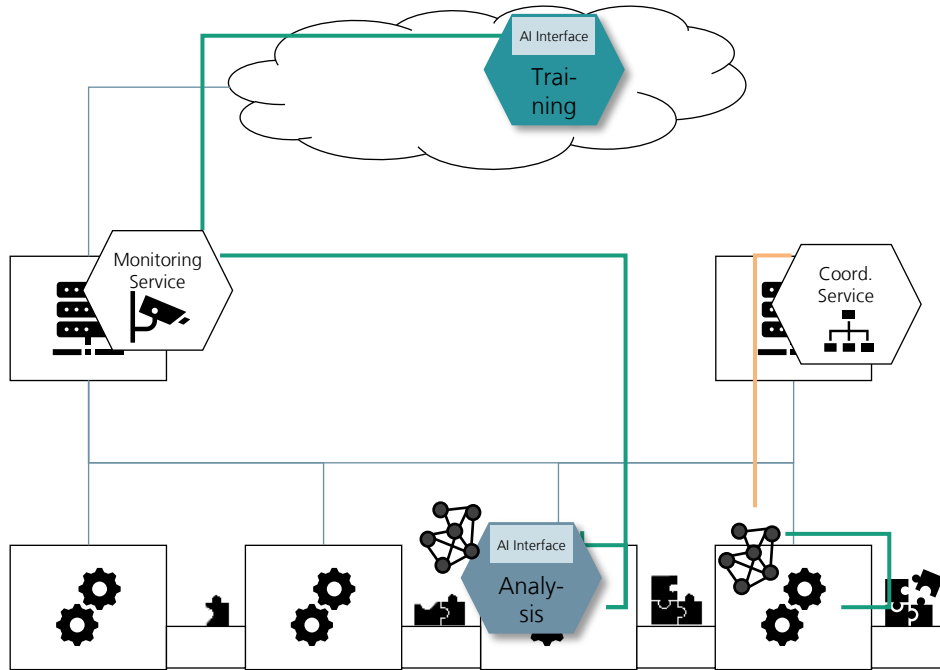 AI Interface
Trai-
ning
Monitoring
Service
Coord.
Service
AI Interface
Analy-
sis